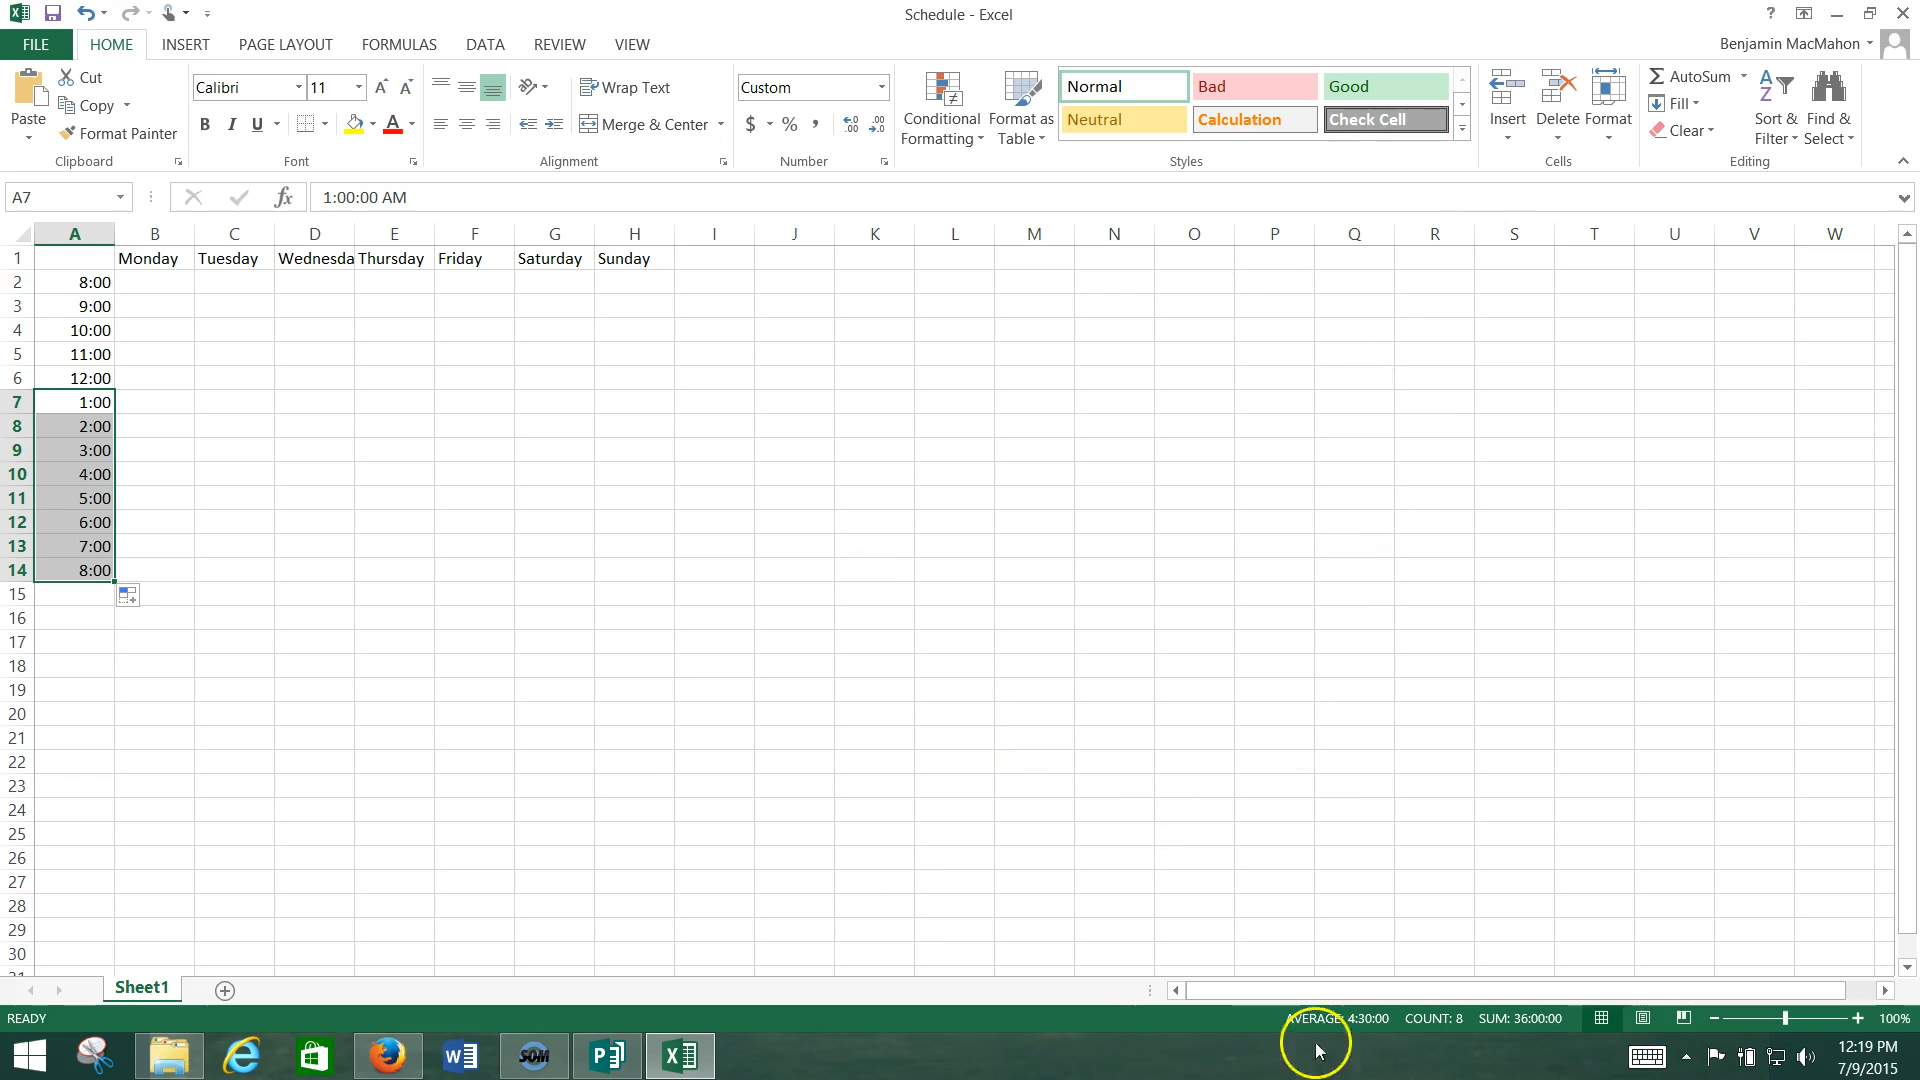 Schedule - Excel
?
FILE HOME INSERT PAGE LAYOUT FORMULAS DATA REVIEW VIEW
Benjamin MacMahon
Paste
Cut
Copy
Format Painter
Clipboard
Calibri 11
B I U A
Font
Wrap Text
Merge & Center
Alignment
Custom
$ % ,
Number
Conditional Formatting
Format as Table
Normal Bad Good
Neutral Calculation Check Cell
Styles
Insert Delete Format
Cells
AutoSum
Fill
Clear
Sort & Filter
Find & Select
Editing
A7 fx 1:00:00 AM
A B C D E F G H I J K L M N O P Q R S T U V W
1 Monday Tuesday Wednesda Thursday Friday Saturday Sunday
2 8:00
3 9:00
4 10:00
5 11:00
6 12:00
7 1:00
8 2:00
9 3:00
10 4:00
11 5:00
12 6:00
13 7:00
14 8:00
15
16
17
18
19
20
21
22
23
24
25
26
27
28
29
30
Sheet1
READY AVERAGE: 4:30:00 COUNT: 8 SUM: 36:00:00 100%
SOM
12:19 PM
7/9/2015